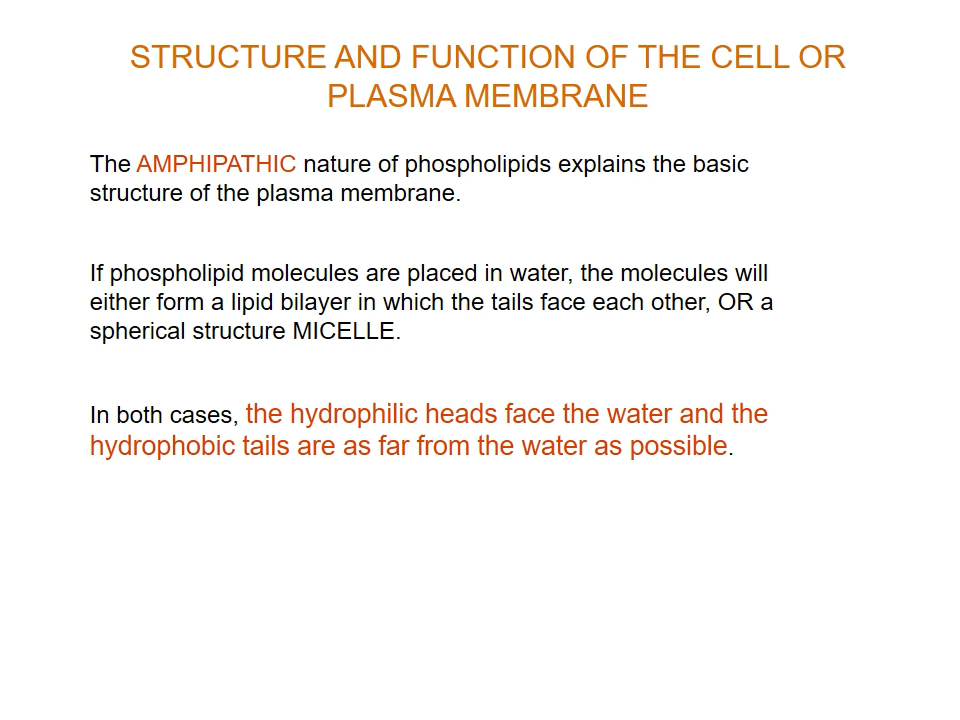 STRUCTURE AND FUNCTION OF THE CELL OR
PLASMA MEMBRANE
The AMPHIPATHIC nature of phospholipids explains the basic
structure of the plasma membrane.
If phospholipid molecules are placed in water, the molecules will
either form a lipid bilayer in which the tails face each other, OR a
spherical structure MICELLE.
In both cases, the hydrophilic heads face the water and the
hydrophobic tails are as far from the water as possible.